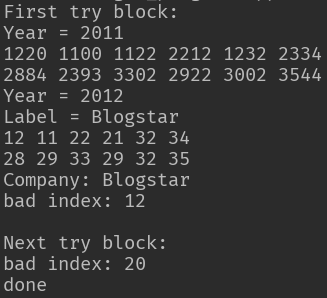 First try block:
Year = 2011
1220 1100 1122 2212 1232 2334
2884 2393 3302 2922 3002 3544
Year = 2012
Label = Blogstar
12 11 22 21 32 34
28 29 33 29 32 35
Company: Blogstar
bad index: 12

Next try block:
bad index: 20
done